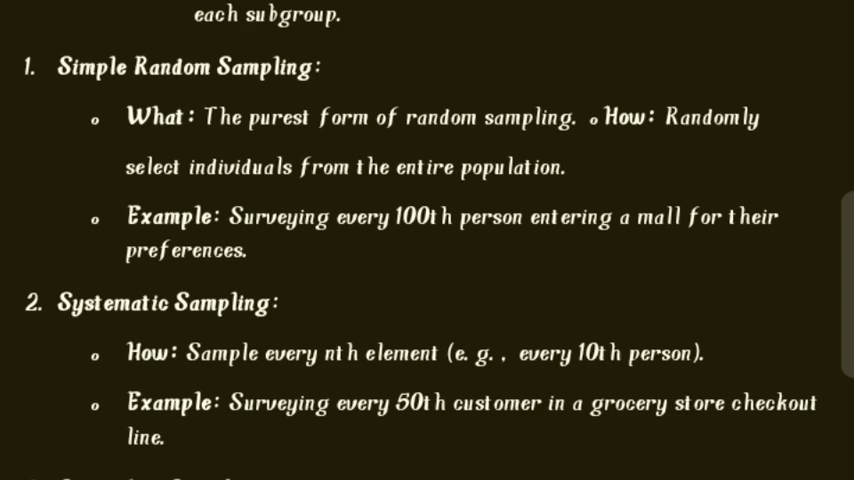 each subgroup.
1. Simple Random Sampling:
o What: The purest form of random sampling. o How: Randomly
select individuals from the entire population.
o Example: Surveying every 100th person entering a mall for their
preferences.
2. Systematic Sampling:
o How: Sample every nth element (e. g. , every 10th person).
o Example: Surveying every 50th customer in a grocery store checkout
line.